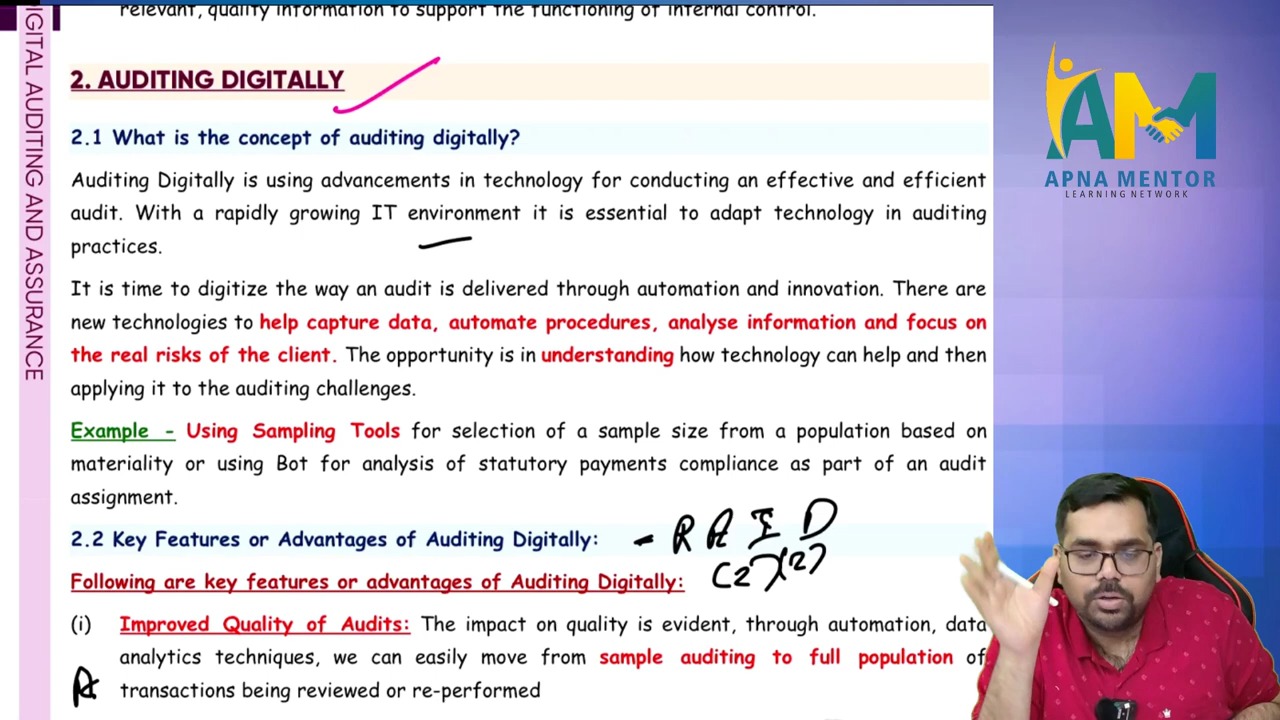 relevant, quality information to support the functioning of internal control.
IGITAL AUDITING AND ASSURANCE
2. AUDITING DIGITALLY
2.1 What is the concept of auditing digitally?
Auditing Digitally is using advancements in technology for conducting an effective and efficient
audit. With a rapidly growing IT environment it is essential to adapt technology in auditing
practices.
It is time to digitize the way an audit is delivered through automation and innovation. There are
new technologies to help capture data, automate procedures, analyse information and focus on
the real risks of the client. The opportunity is in understanding how technology can help and then
applying it to the auditing challenges.
Example - Using Sampling Tools for selection of a sample size from a population based on
materiality or using Bot for analysis of statutory payments compliance as part of an audit
assignment.
2.2 Key Features or Advantages of Auditing Digitally: - R A I D
(2) (2)
Following are key features or advantages of Auditing Digitally:
(i) Improved Quality of Audits: The impact on quality is evident, through automation, data
analytics techniques, we can easily move from sample auditing to full population of
transactions being reviewed or re-performed
A
AM
APNA MENTOR
LEARNING NETWORK